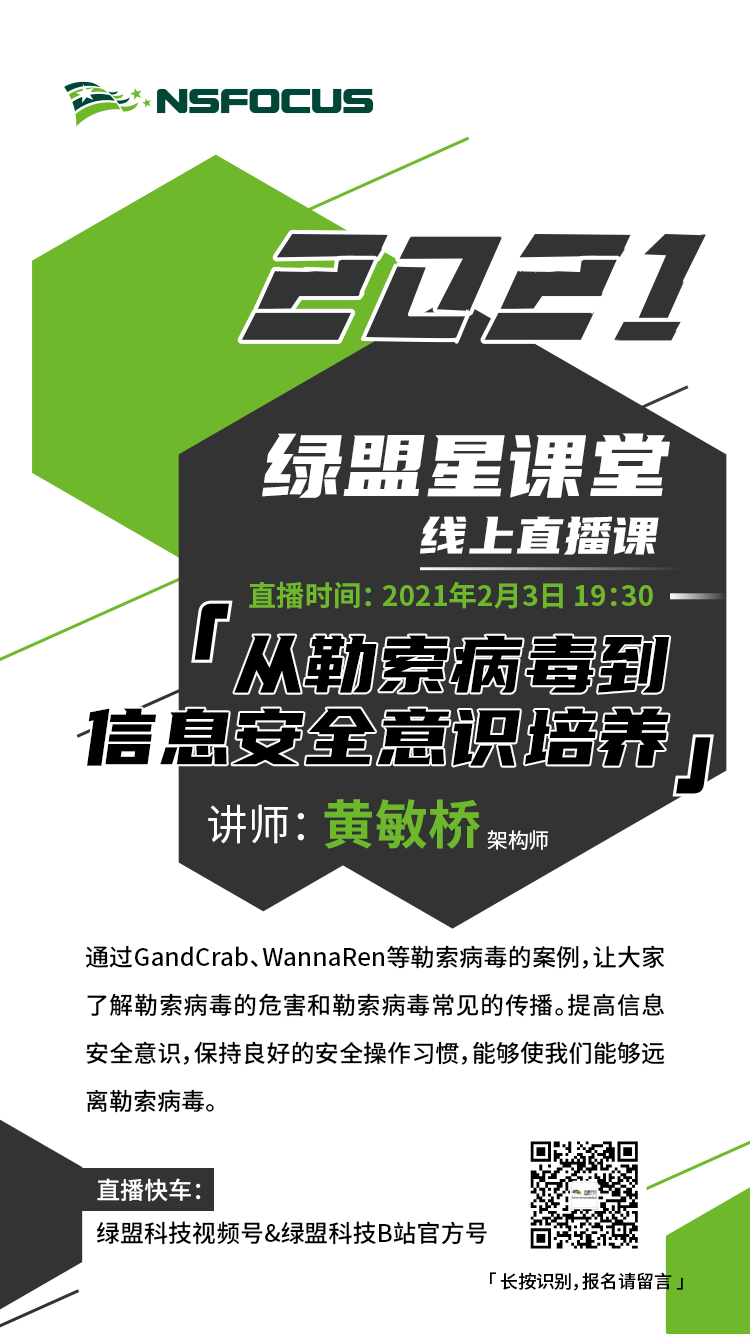 NSFOCUS
2021
绿盟星课堂
线上直播课
直播时间：2021年2月3日 19:30
「从勒索病毒到
信息安全意识培养」
讲师：黄敏桥 架构师
通过GandCrab、WannaRen等勒索病毒的案例，让大家
了解勒索病毒的危害和勒索病毒常见的传播。提高信息
安全意识，保持良好的安全操作习惯，能够使我们能够远
离勒索病毒。
直播快车：
绿盟科技视频号&绿盟科技B站官方号
「长按识别，报名请留言」